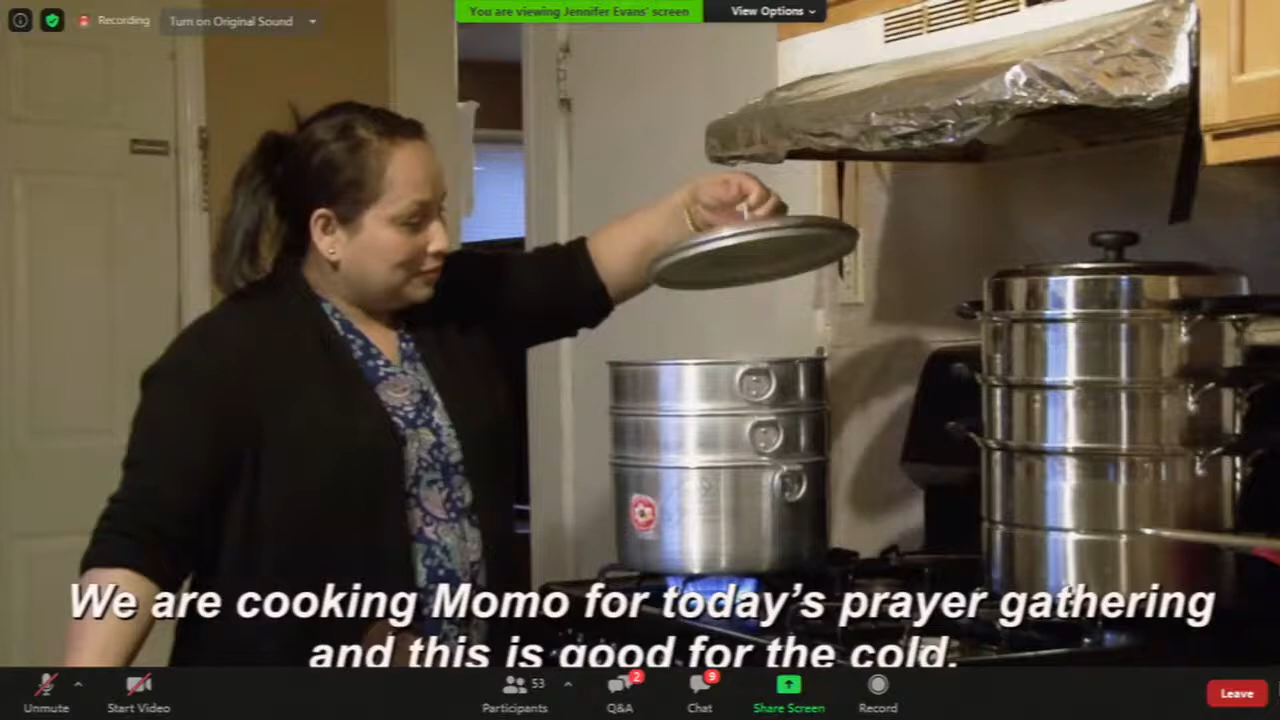 Recording
Turn on Original Sound
You are viewing Jennifer Evans' screen
View Options
We are cooking Momo for today's prayer gathering
and this is good for the cold.
Unmute
Start Video
53
Participants
2
Q&A
9
Chat
Share Screen
Record
Leave